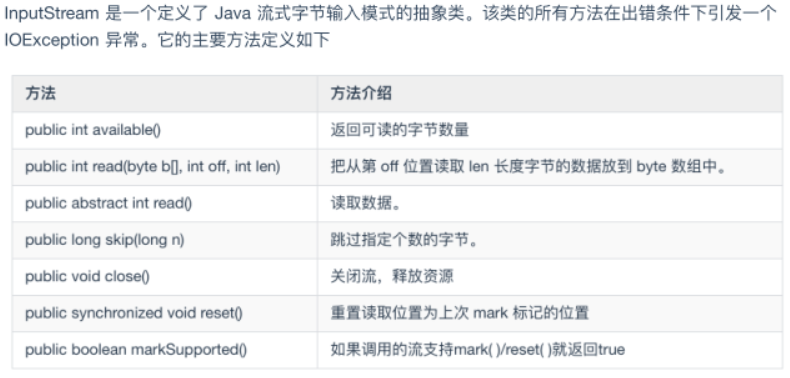 InputStream 是一个定义了 Java 流式字节输入模式的抽象类。该类的所有方法在出错条件下引发一个
IOException 异常。它的主要方法定义如下
方法 方法介绍
public int available() 返回可读的字节数量
public int read(byte b[], int off, int len) 把从第 off 位置读取 len 长度字节的数据放到 byte 数组中。
public abstract int read() 读取数据。
public long skip(long n) 跳过指定个数的字节。
public void close() 关闭流，释放资源
public synchronized void reset() 重置读取位置为上次 mark 标记的位置
public boolean markSupported() 如果调用的流支持mark( )/reset( )就返回true